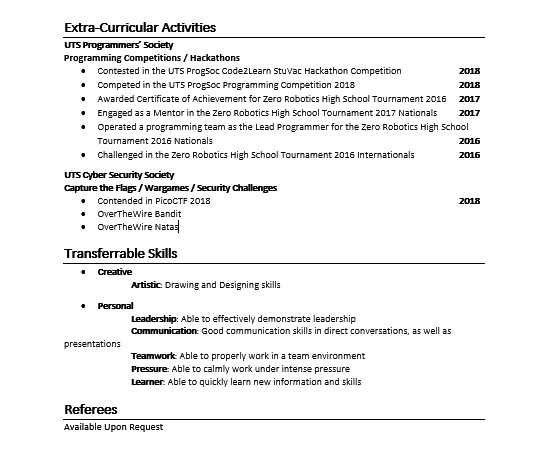 Extra-Curricular Activities
UTS Programmers' Society
Programming Competitions / Hackathons
• Contested in the UTS ProgSoc Code2Learn StuVac Hackathon Competition 2018
• Competed in the UTS ProgSoc Programming Competition 2018 2018
• Awarded Certificate of Achievement for Zero Robotics High School Tournament 2016 2017
• Engaged as a Mentor in the Zero Robotics High School Tournament 2017 Nationals 2017
• Operated a programming team as the Lead Programmer for the Zero Robotics High School
Tournament 2016 Nationals 2016
• Challenged in the Zero Robotics High School Tournament 2016 Internationals 2016
UTS Cyber Security Society
Capture the Flags / Wargames / Security Challenges
• Contended in PicoCTF 2018 2018
• OverTheWire Bandit
• OverTheWire Natas
Transferrable Skills
• Creative
Artistic: Drawing and Designing skills
• Personal
Leadership: Able to effectively demonstrate leadership
Communication: Good communication skills in direct conversations, as well as
presentations
Teamwork: Able to properly work in a team environment
Pressure: Able to calmly work under intense pressure
Learner: Able to quickly learn new information and skills
Referees
Available Upon Request